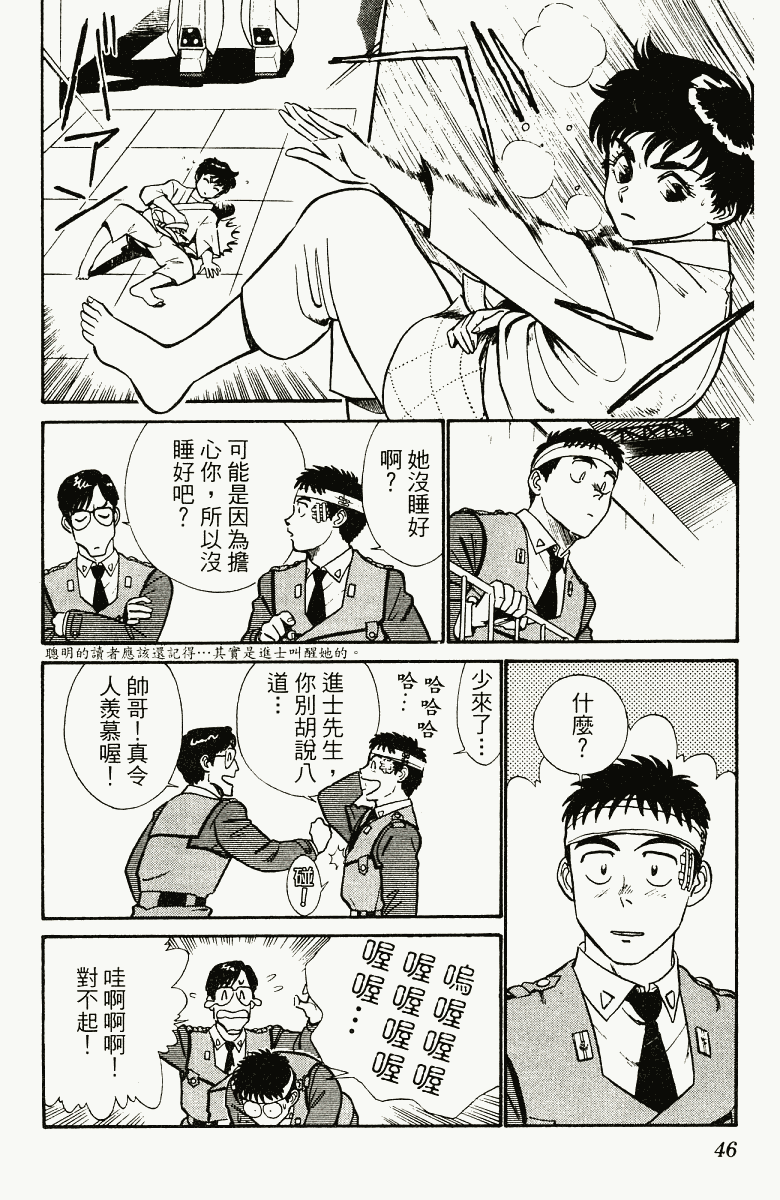 她沒睡好
啊？
可能是因為擔
心你，所以沒
睡好吧？
聰明的讀者應該還記得…其實是進士叫醒她的。
什麼？
少來了…
哈哈哈
哈…
進士先生，
你別胡說八
道…
碰！
帥哥！真令
人羨慕喔！
嗚喔喔喔
喔喔喔喔
喔喔…
哇啊啊啊！
對不起！
46